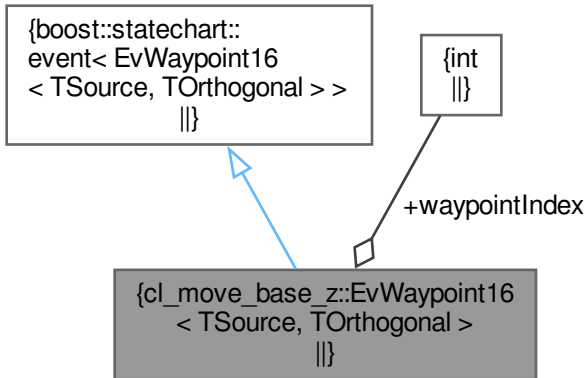 {boost::statechart::
event< EvWaypoint16
< TSource, TOrthogonal > >
||}
{int
||}
+waypointIndex
{cl_move_base_z::EvWaypoint16
< TSource, TOrthogonal >
||}